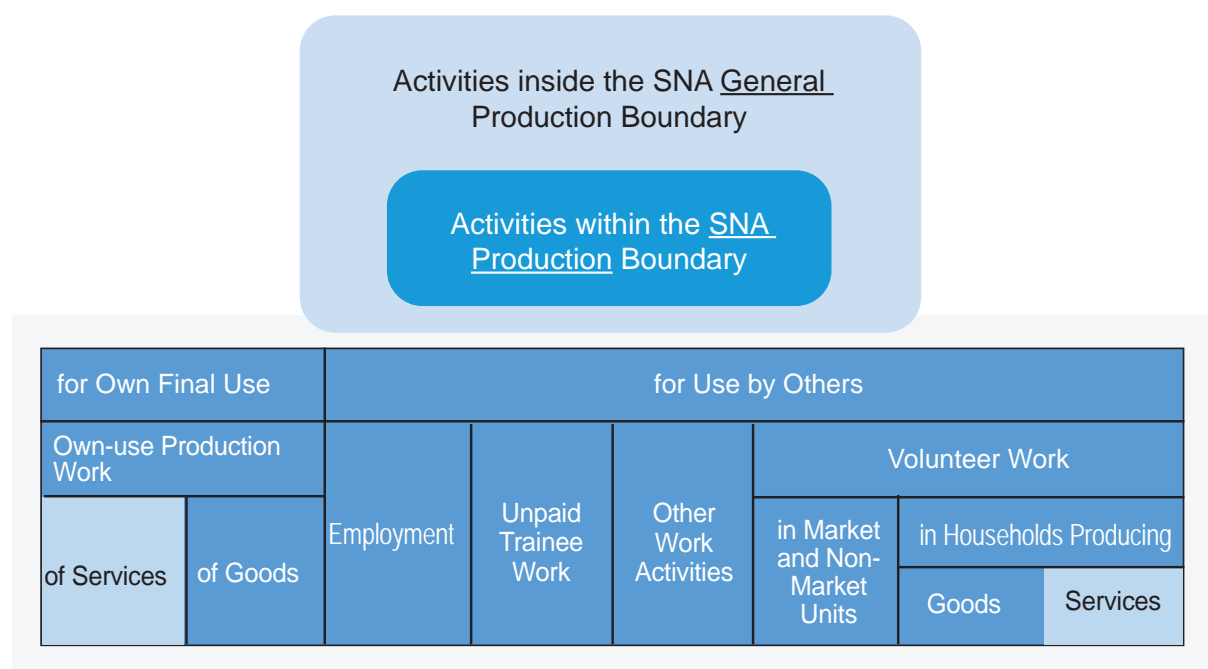 Activities inside the SNA General
Production Boundary
Activities within the SNA
Production Boundary
for Own Final Use
for Use by Others
Own-use Production
Work
Volunteer Work
of Services
of Goods
Employment
Unpaid
Trainee
Work
Other
Work
Activities
in Market
and Non-
Market
Units
in Households Producing
Goods
Services